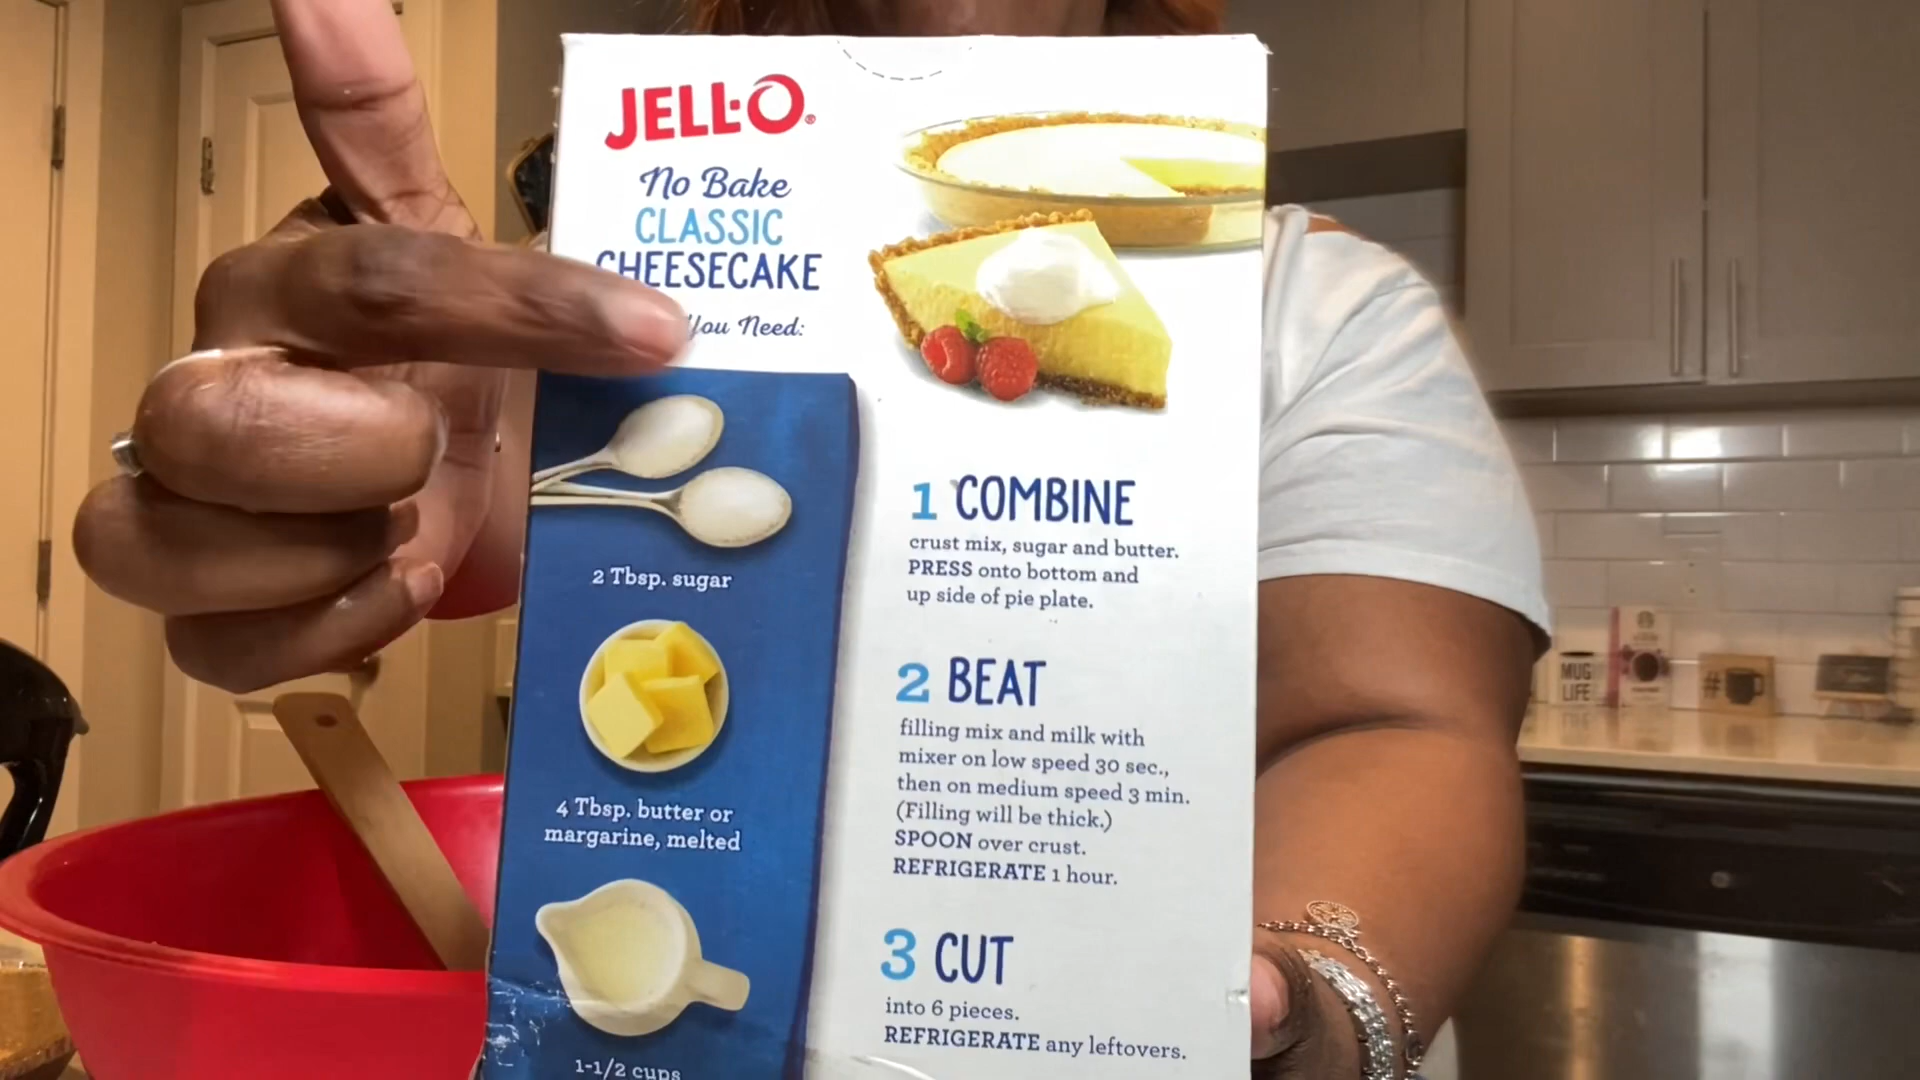 JELL-O®
No Bake
CLASSIC
CHEESECAKE
You Need:
2 Tbsp. sugar
4 Tbsp. butter or
margarine, melted
1-1/2 cups
1 COMBINE
crust mix, sugar and butter.
PRESS onto bottom and
up side of pie plate.
2 BEAT
filling mix and milk with
mixer on low speed 30 sec.,
then on medium speed 3 min.
(Filling will be thick.)
SPOON over crust.
REFRIGERATE 1 hour.
3 CUT
into 6 pieces.
REFRIGERATE any leftovers.
MUG
LIFE
#